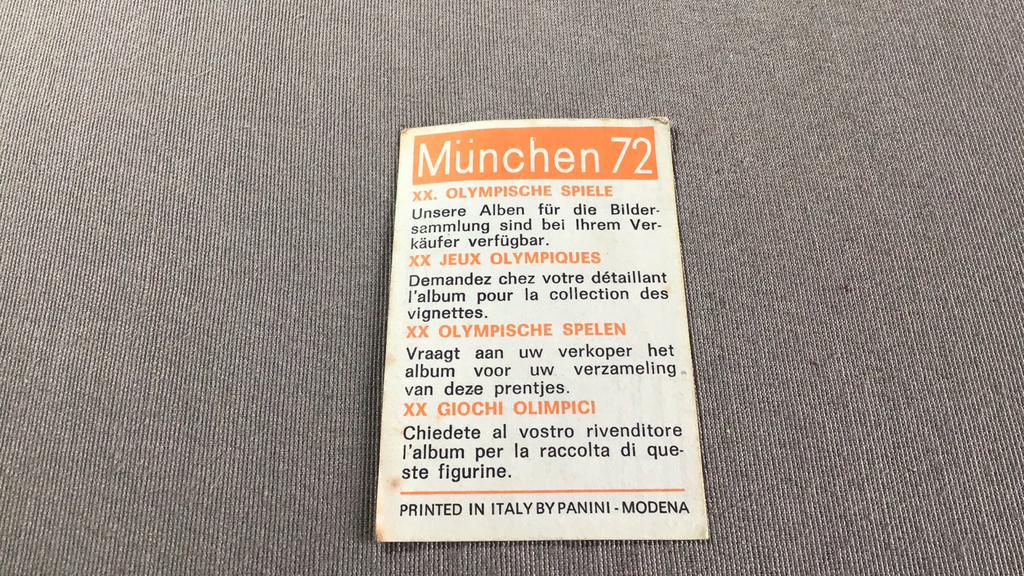 München 72
XX. OLYMPISCHE SPIELE
Unsere Alben für die Bilder-
sammlung sind bei Ihrem Ver-
käufer verfügbar.
XX JEUX OLYMPIQUES
Demandez chez votre détaillant
l'album pour la collection des
vignettes.
XX OLYMPISCHE SPELEN
Vraagt aan uw verkoper het
album voor uw verzameling
van deze prentjes.
XX GIOCHI OLIMPICI
Chiedete al vostro rivenditore
l'album per la raccolta di que-
ste figurine.
PRINTED IN ITALY BY PANINI - MODENA